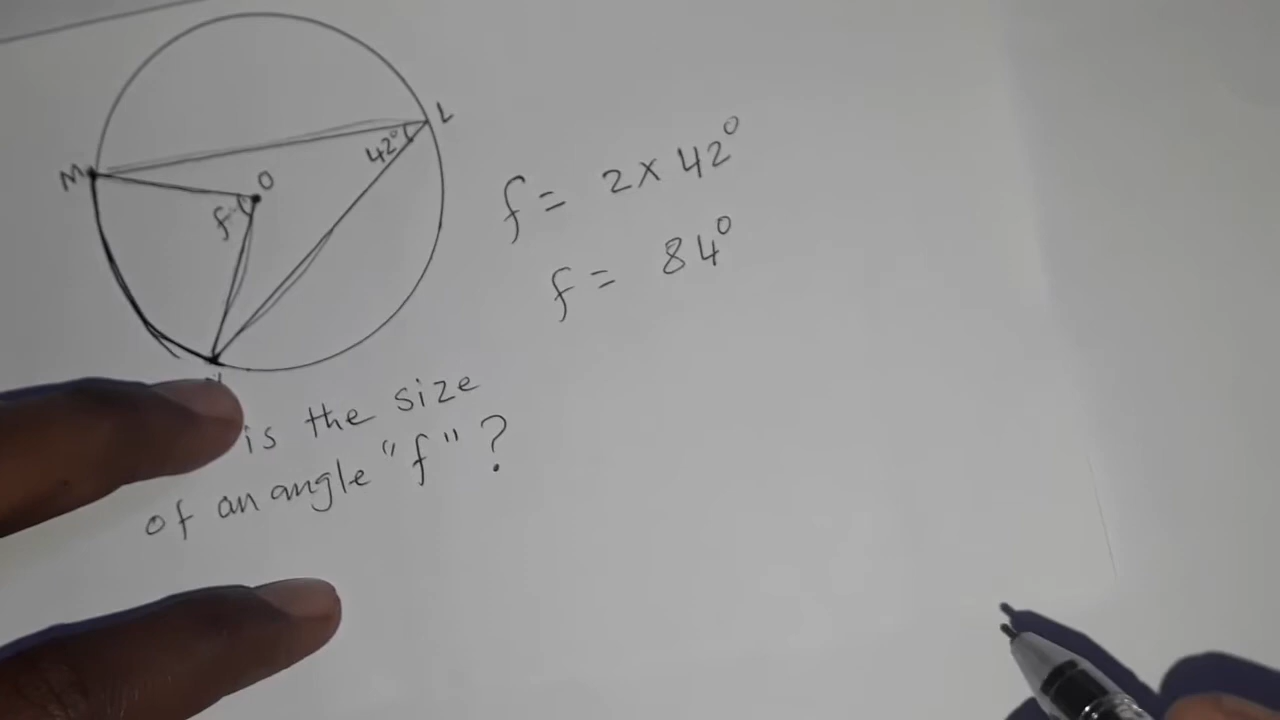 L
M
42°
O
f
f = 2 × 42°
f = 84°
is the size
of an angle "f" ?